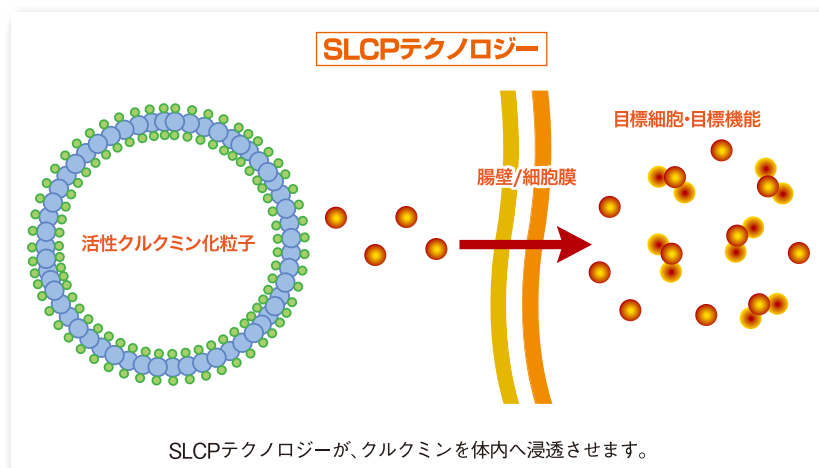 SLCPテクノロジー
目標細胞・目標機能
腸壁/細胞膜
活性クルクミン化粒子
SLCPテクノロジーが、クルクミンを体内へ浸透させます。